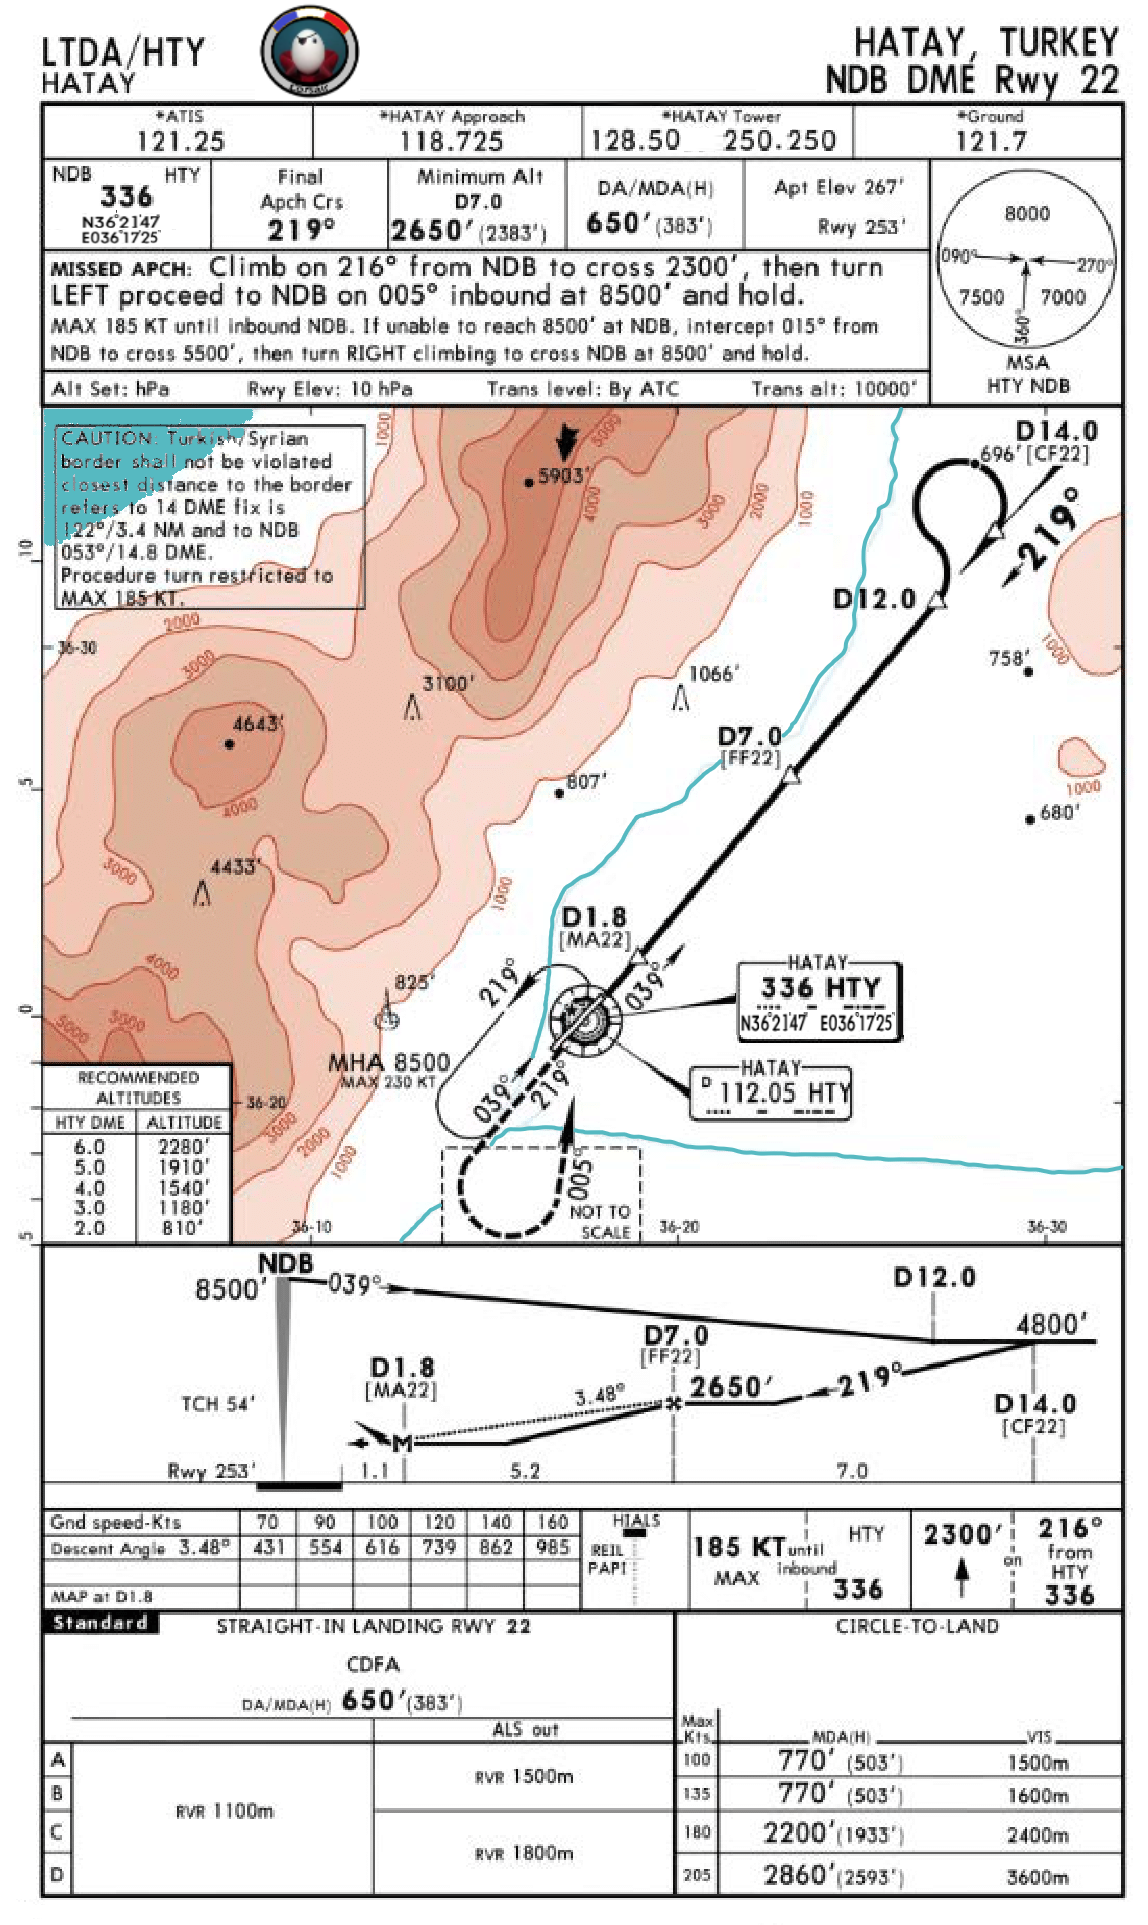 LTDA/HTY
HATAY
Corsair
HATAY, TURKEY
NDB DME Rwy 22
*ATIS
121.25
*HATAY Approach
118.725
*HATAY Tower
128.50 250.250
*Ground
121.7
NDB HTY
336
N36°21'47
E036°17'25
Final
Apch Crs
219°
Minimum Alt
D7.0
2650' (2383')
DA/MDA(H)
650' (383')
Apt Elev 267'
Rwy 253'
MISSED APCH: Climb on 216° from NDB to cross 2300', then turn
LEFT proceed to NDB on 005° inbound at 8500' and hold.
MAX 185 KT until inbound NDB. If unable to reach 8500' at NDB, intercept 015° from
NDB to cross 5500', then turn RIGHT climbing to cross NDB at 8500' and hold.
Alt Set: hPa Rwy Elev: 10 hPa Trans level: By ATC Trans alt: 10000'
8000
090° 270°
7500 7000
360°
MSA
HTY NDB
CAUTION: Turkish/Syrian
border shall not be violated
closest distance to the border
refers to 14 DME fix is
122°/3.4 NM and to NDB
053°/14.8 DME.
Procedure turn restricted to
MAX 185 KT.
1000
5000
5903'
4000
3000
2000
1000
D14.0
696' [CF22]
219°
10
D12.0
2000
36-30
3000
758'
1000
3100'
1066'
4643'
D7.0
[FF22]
5
807'
1000
4000
680'
3000
4433'
1000
D1.8
[MA22]
4000
219°
039°
HATAY
336 HTY
N36°21'47 E036°17'25
825'
0
5000
5000
MHA 8500
MAX 230 KT
HATAY
D 112.05 HTY
039°
219°
RECOMMENDED
ALTITUDES
HTY DME ALTITUDE
6.0 2280'
5.0 1910'
4.0 1540'
3.0 1180'
2.0 810'
36-20
3000
2000
1000
005°
NOT TO
SCALE
5
36-10
36-20
36-30
NDB
8500' 039°
D12.0
4800'
D7.0
[FF22]
D1.8
[MA22]
3.48°
2650' 219°
TCH 54'
D14.0
[CF22]
Rwy 253' 1.1 5.2 7.0
Gnd speed-Kts 70 90 100 120 140 160
Descent Angle 3.48° 431 554 616 739 862 985
MAP at D1.8
HIALS
REIL
PAPI
185 KT until
MAX inbound
HTY
336
2300'
on
216°
from
HTY
336
Standard STRAIGHT-IN LANDING RWY 22 CIRCLE-TO-LAND
CDFA
DA/MDA(H) 650' (383')
ALS out
A
B
C
D
RVR 1100m
RVR 1500m
RVR 1800m
Max
Kts MDA(H) VIS
100 770' (503') 1500m
135 770' (503') 1600m
180 2200' (1933') 2400m
205 2860' (2593') 3600m